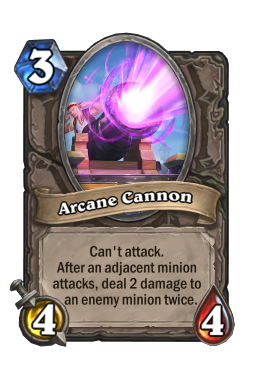 3
Arcane Cannon
Can't attack.
After an adjacent minion
attacks, deal 2 damage to
an enemy minion twice.
4 4